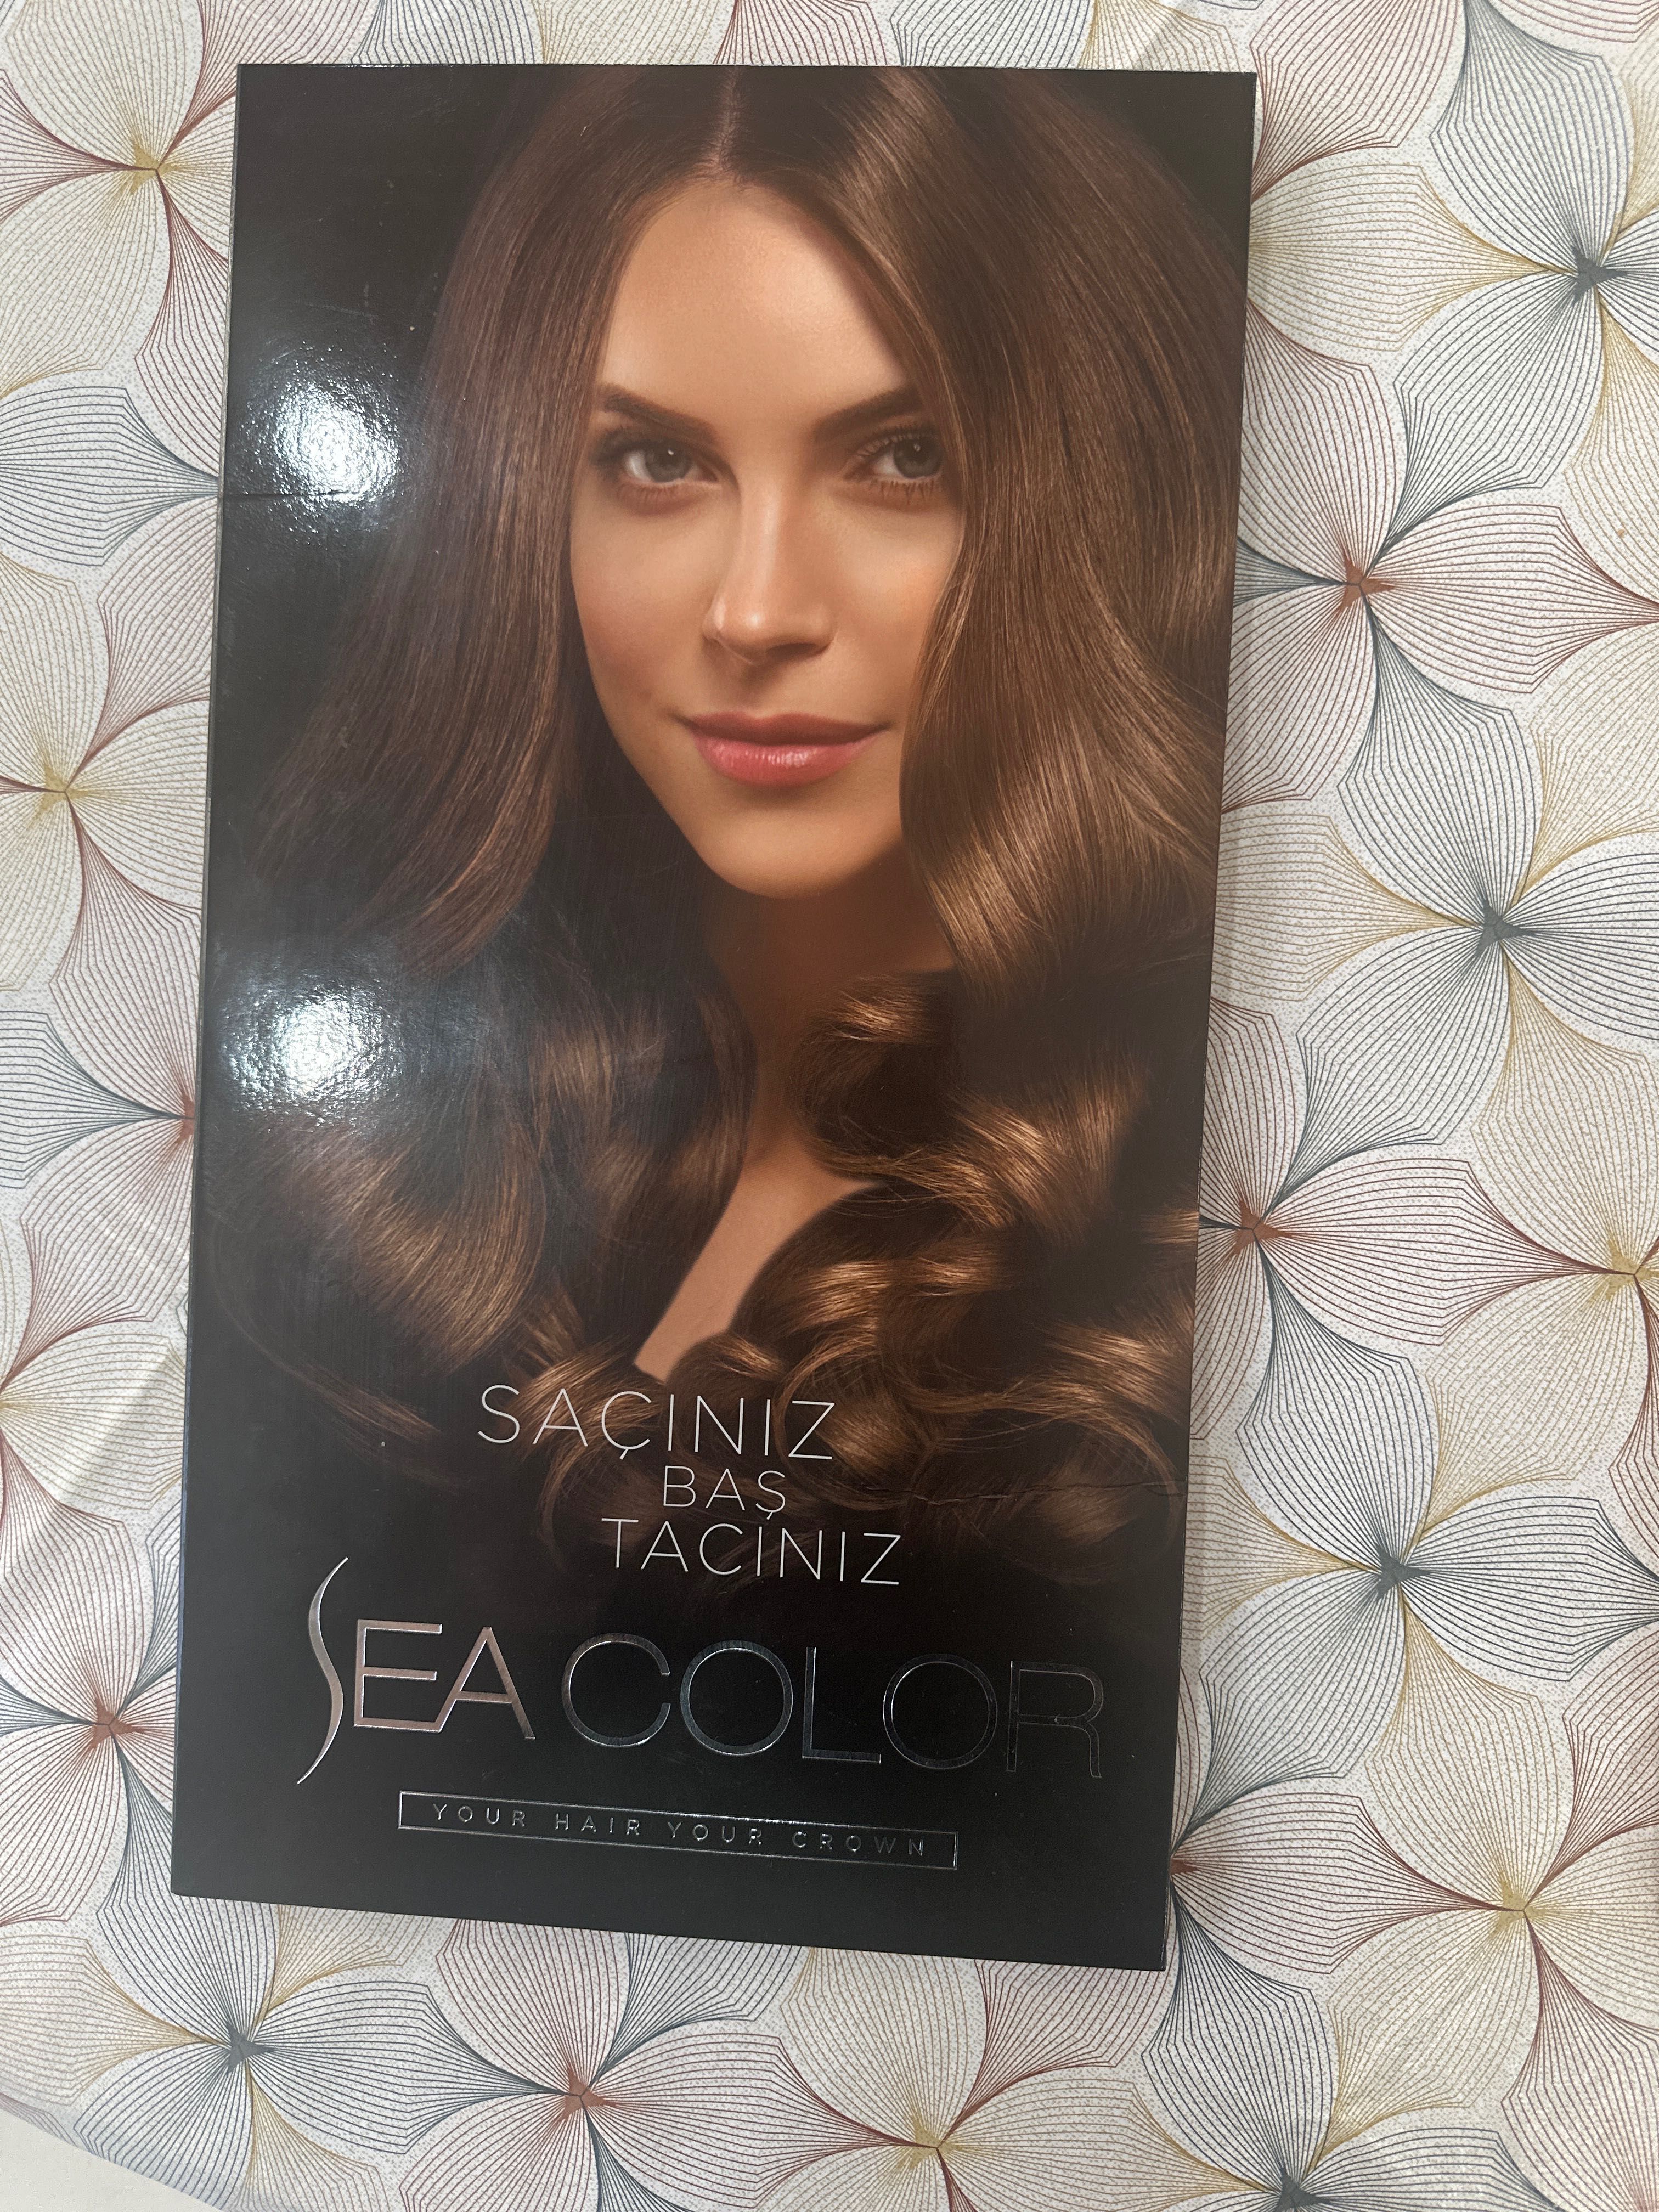 SAÇINIZ
BAŞ
TACINIZ
SEA COLOR
YOUR HAIR YOUR CROWN